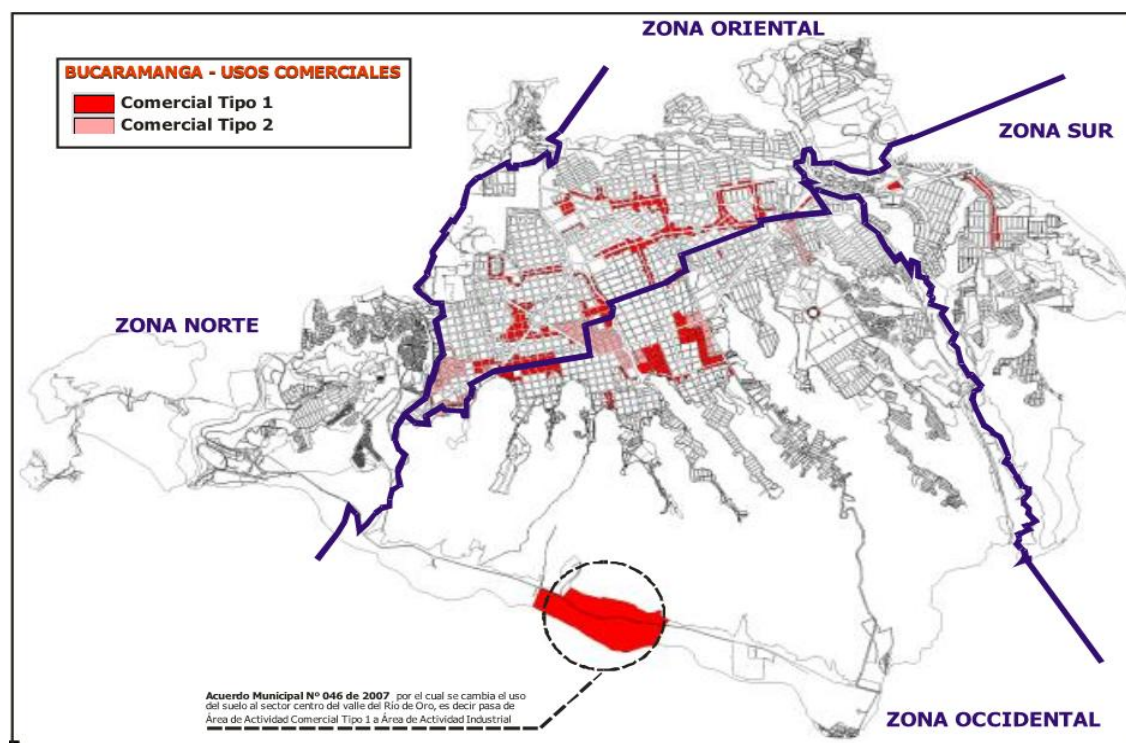 ZONA ORIENTAL
BUCARAMANGA - USOS COMERCIALES
Comercial Tipo 1
Comercial Tipo 2
ZONA SUR
ZONA NORTE
Acuerdo Municipal Nº 046 de 2007 por el cual se cambia el uso
del suelo al sector centro del valle del Río de Oro, es decir pasa de
Área de Actividad Comercial Tipo 1 a Área de Actividad Industrial
ZONA OCCIDENTAL